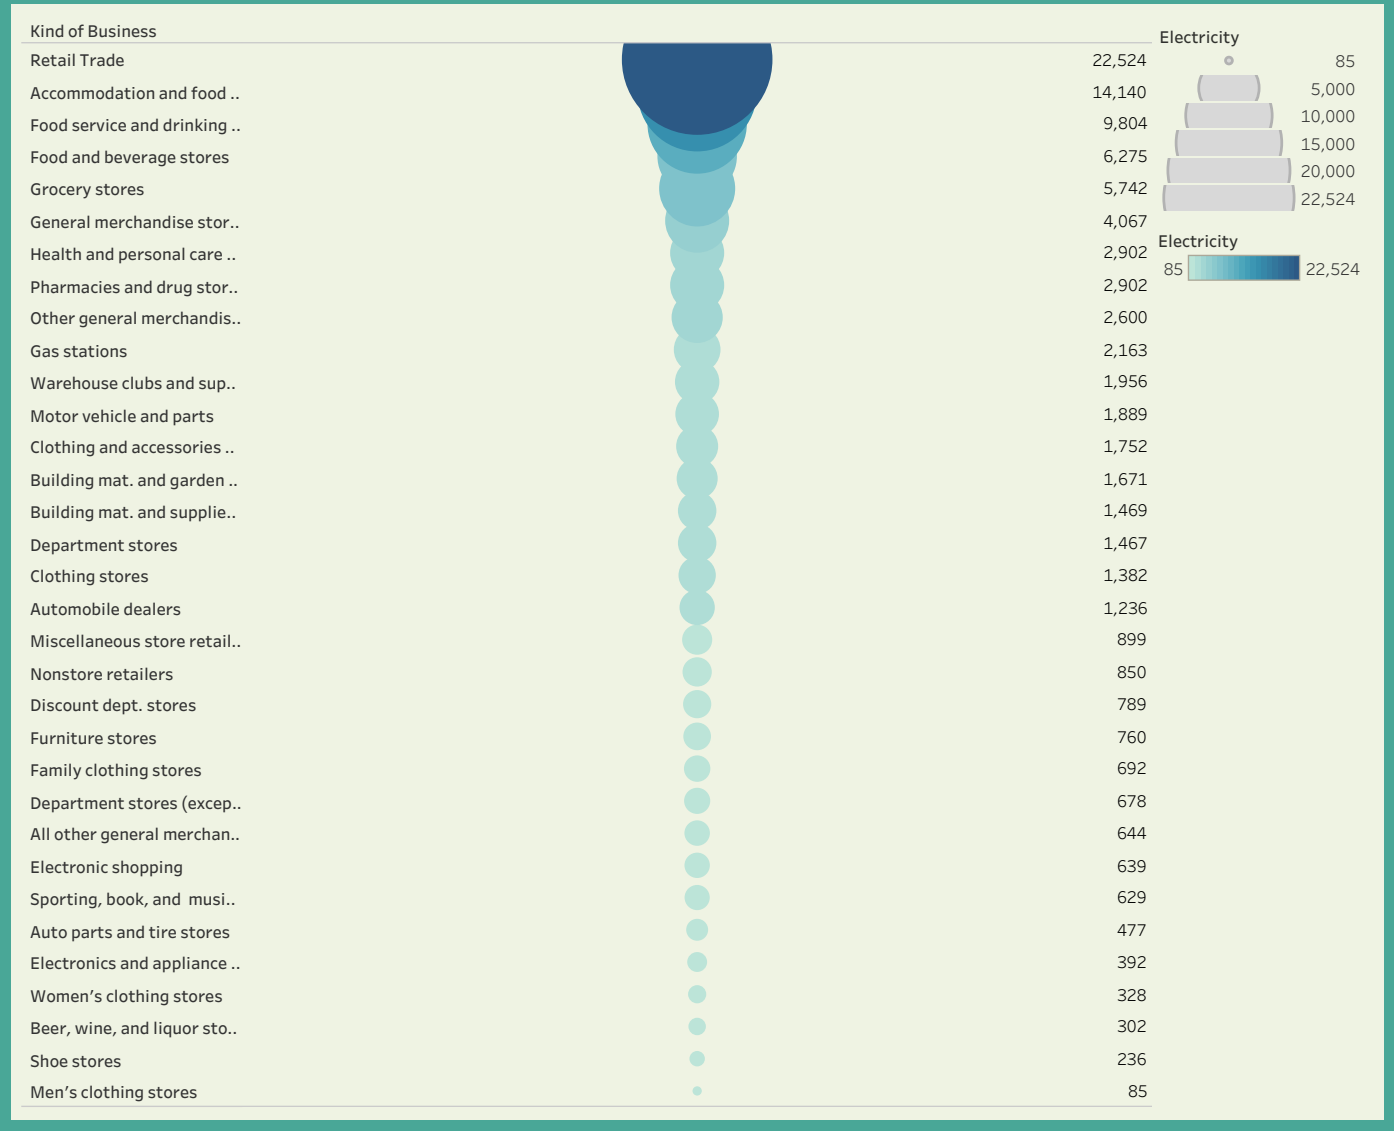 Kind of Business
Retail Trade 22,524
Accommodation and food .. 14,140
Food service and drinking .. 9,804
Food and beverage stores 6,275
Grocery stores 5,742
General merchandise stor.. 4,067
Health and personal care .. 2,902
Pharmacies and drug stor.. 2,902
Other general merchandis.. 2,600
Gas stations 2,163
Warehouse clubs and sup.. 1,956
Motor vehicle and parts 1,889
Clothing and accessories .. 1,752
Building mat. and garden .. 1,671
Building mat. and supplie.. 1,469
Department stores 1,467
Clothing stores 1,382
Automobile dealers 1,236
Miscellaneous store retail.. 899
Nonstore retailers 850
Discount dept. stores 789
Furniture stores 760
Family clothing stores 692
Department stores (excep.. 678
All other general merchan.. 644
Electronic shopping 639
Sporting, book, and  musi.. 629
Auto parts and tire stores 477
Electronics and appliance .. 392
Women’s clothing stores 328
Beer, wine, and liquor sto.. 302
Shoe stores 236
Men’s clothing stores 85
Electricity
85
5,000
10,000
15,000
20,000
22,524
Electricity
85 22,524